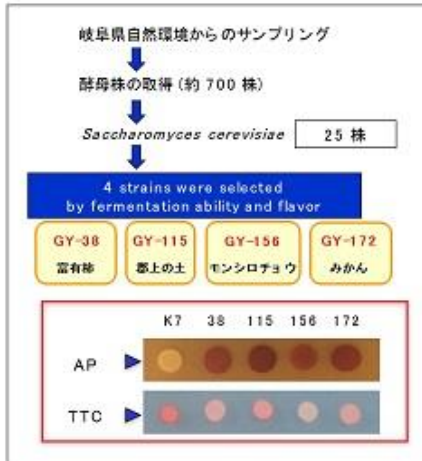 岐阜県自然環境からのサンプリング
酵母株の取得(約700株)
Saccharomyces cerevisiae 25 株
4 strains were selected
by fermentation ability and flavor
GY-38 GY-115 GY-156 GY-172
富有柿 郡上の土 モンシロチョウ みかん
K7 38 115 156 172
AP
TTC